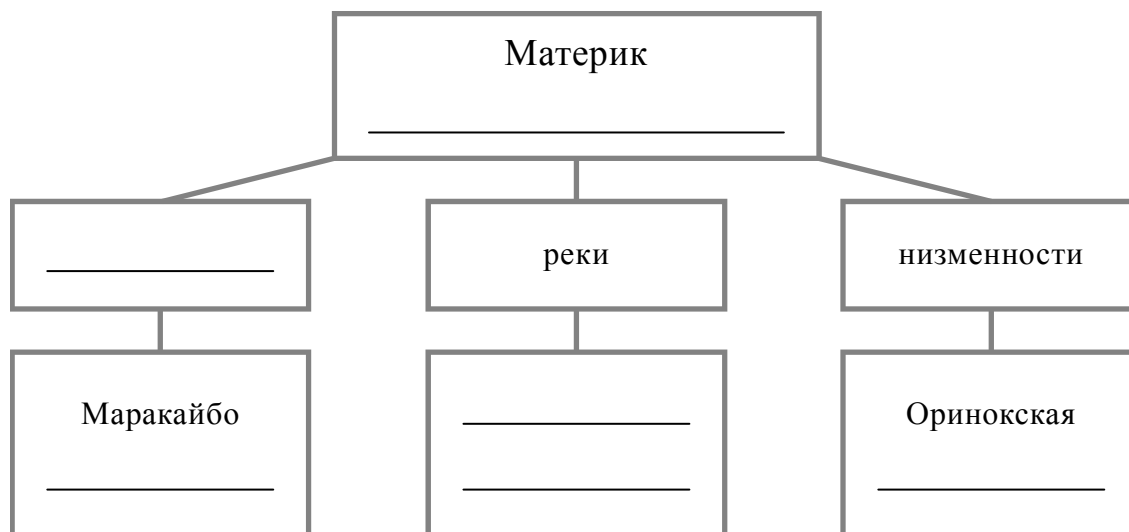 Материк
реки
низменности
Маракайбо
Оринокская